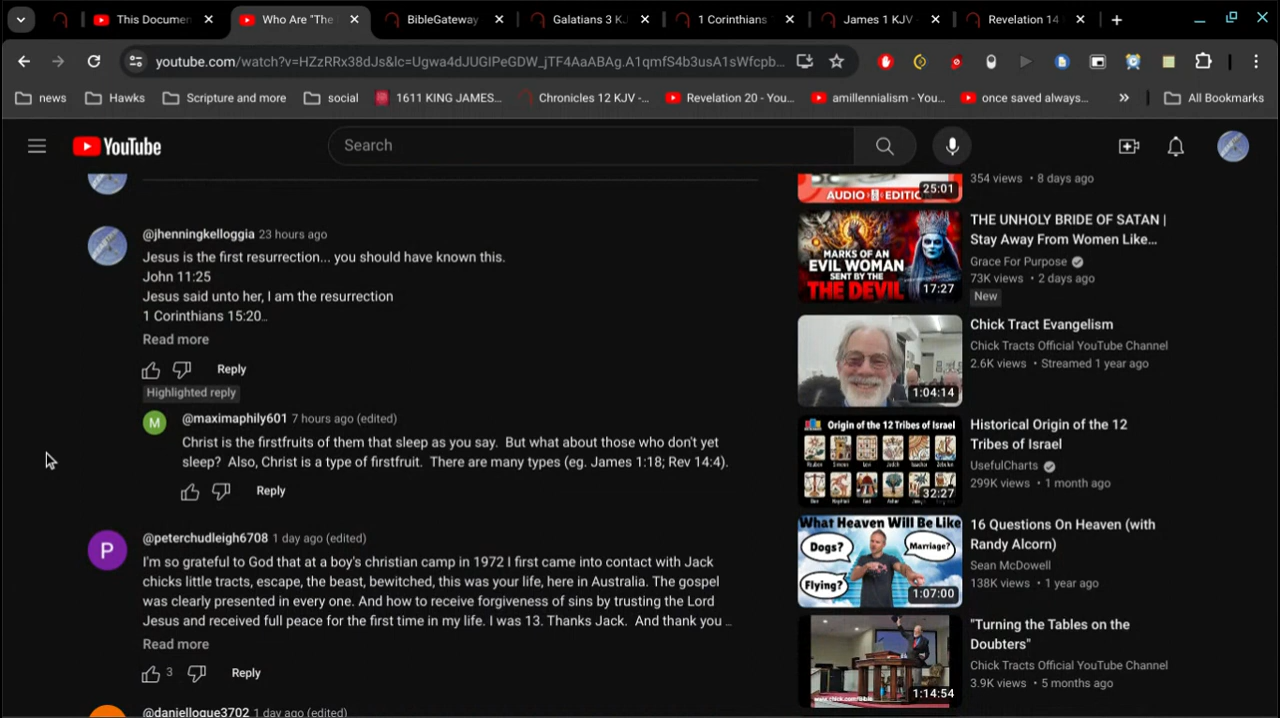 This Documen
Who Are "The
BibleGateway
Galatians 3 KJ
1 Corinthians
James 1 KJV
Revelation 14
youtube.com/watch?v=HZzRRx38dJs&lc=Ugwa4dJUGIPeGDW_jTF4AaABAg.A1qmfS4b3usA1sWfcpb...
news
Hawks
Scripture and more
social
1611 KING JAMES...
Chronicles 12 KJV -...
Revelation 20 - You...
amillennialism - You...
once saved always...
All Bookmarks
YouTube
Search
@jhenningkelloggia 23 hours ago
Jesus is the first resurrection... you should have known this.
John 11:25
Jesus said unto her, I am the resurrection
1 Corinthians 15:20...
Read more
Reply
Highlighted reply
M
@maximaphily601 7 hours ago (edited)
Christ is the firstfruits of them that sleep as you say. But what about those who don't yet
sleep? Also, Christ is a type of firstfruit. There are many types (eg. James 1:18; Rev 14:4).
Reply
P
@peterchudleigh6708 1 day ago (edited)
I'm so grateful to God that at a boy's christian camp in 1972 I first came into contact with Jack
chicks little tracts, escape, the beast, bewitched, this was your life, here in Australia. The gospel
was clearly presented in every one. And how to receive forgiveness of sins by trusting the Lord
Jesus and received full peace for the first time in my life. I was 13. Thanks Jack. And thank you ...
Read more
3 Reply
@daniellogue3702 1 day ago (edited)
AUDIO EDITIO
25:01
354 views • 8 days ago
MARKS OF AN
EVIL WOMAN
SENT BY THE
THE DEVIL
17:27
THE UNHOLY BRIDE OF SATAN |
Stay Away From Women Like...
Grace For Purpose
73K views • 2 days ago
New
1:04:14
Chick Tract Evangelism
Chick Tracts Official YouTube Channel
2.6K views • Streamed 1 year ago
Origin of the 12 Tribes of Israel
32:27
Historical Origin of the 12
Tribes of Israel
UsefulCharts
299K views • 1 month ago
What Heaven Will Be Like
Dogs?
Marriage?
Flying?
1:07:00
16 Questions On Heaven (with
Randy Alcorn)
Sean McDowell
138K views • 1 year ago
1:14:54
"Turning the Tables on the
Doubters"
Chick Tracts Official YouTube Channel
3.9K views • 5 months ago